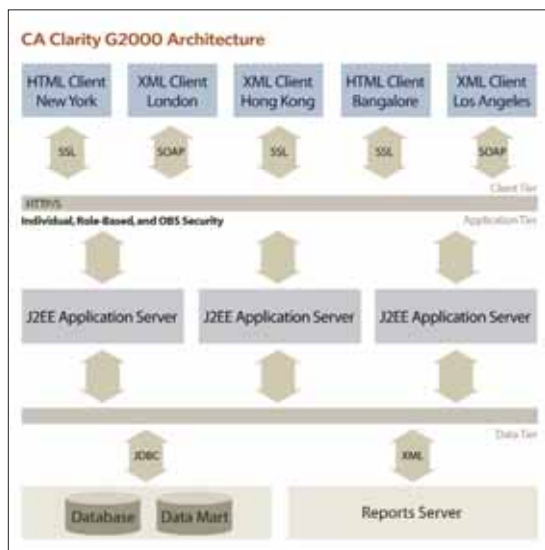 CA Clarity G2000 Architecture
HTML Client
New York
XML Client
London
XML Client
Hong Kong
HTML Client
Bangalore
XML Client
Los Angeles
SSL
SOAP
SSL
SSL
SOAP
Client Tier
HTTP/S
Individual, Role-Based, and OBS Security
Application Tier
J2EE Application Server
J2EE Application Server
J2EE Application Server
Data Tier
JDBC
XML
Database
Data Mart
Reports Server